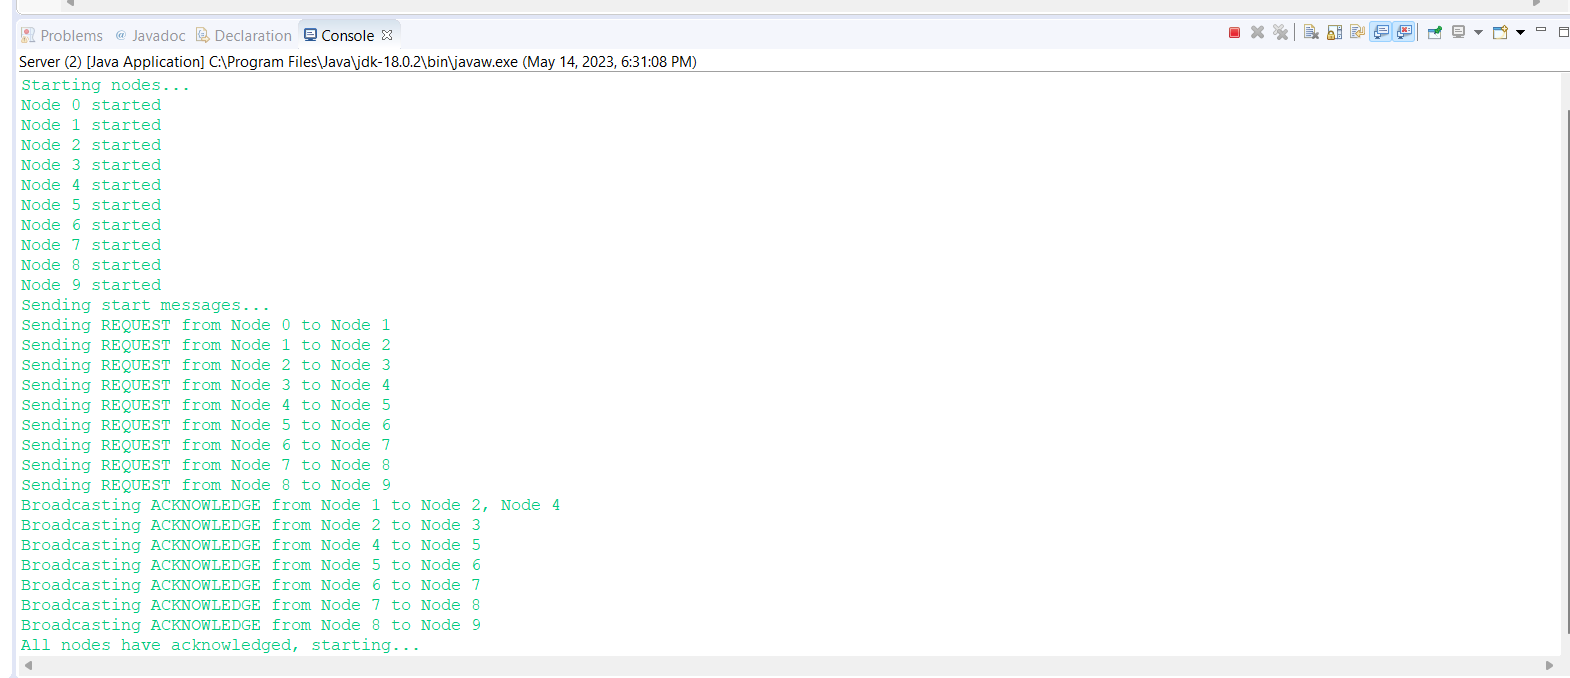 Problems @ Javadoc Declaration Console
Server (2) [Java Application] C:\Program Files\Java\jdk-18.0.2\bin\javaw.exe (May 14, 2023, 6:31:08 PM)
Starting nodes...
Node 0 started
Node 1 started
Node 2 started
Node 3 started
Node 4 started
Node 5 started
Node 6 started
Node 7 started
Node 8 started
Node 9 started
Sending start messages...
Sending REQUEST from Node 0 to Node 1
Sending REQUEST from Node 1 to Node 2
Sending REQUEST from Node 2 to Node 3
Sending REQUEST from Node 3 to Node 4
Sending REQUEST from Node 4 to Node 5
Sending REQUEST from Node 5 to Node 6
Sending REQUEST from Node 6 to Node 7
Sending REQUEST from Node 7 to Node 8
Sending REQUEST from Node 8 to Node 9
Broadcasting ACKNOWLEDGE from Node 1 to Node 2, Node 4
Broadcasting ACKNOWLEDGE from Node 2 to Node 3
Broadcasting ACKNOWLEDGE from Node 4 to Node 5
Broadcasting ACKNOWLEDGE from Node 5 to Node 6
Broadcasting ACKNOWLEDGE from Node 6 to Node 7
Broadcasting ACKNOWLEDGE from Node 7 to Node 8
Broadcasting ACKNOWLEDGE from Node 8 to Node 9
All nodes have acknowledged, starting...